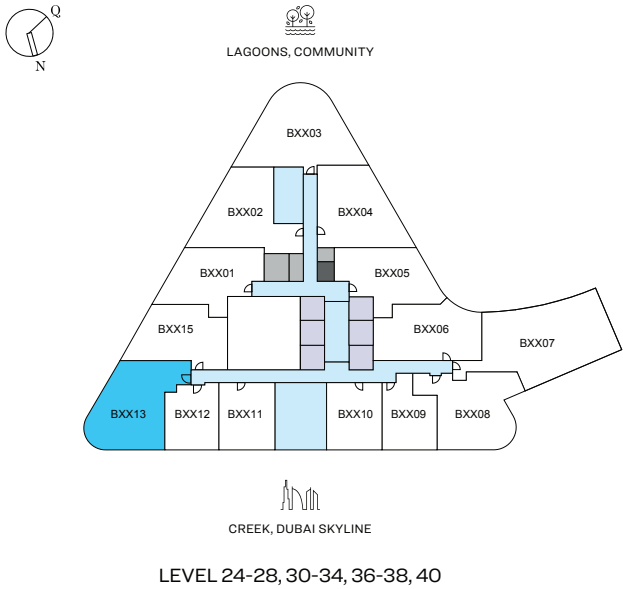 Q
N
LAGOONS, COMMUNITY
BXX03
BXX02
BXX04
BXX01
BXX05
BXX15
BXX06
BXX07
BXX13
BXX12
BXX11
BXX10
BXX09
BXX08
CREEK, DUBAI SKYLINE
LEVEL 24-28, 30-34, 36-38, 40